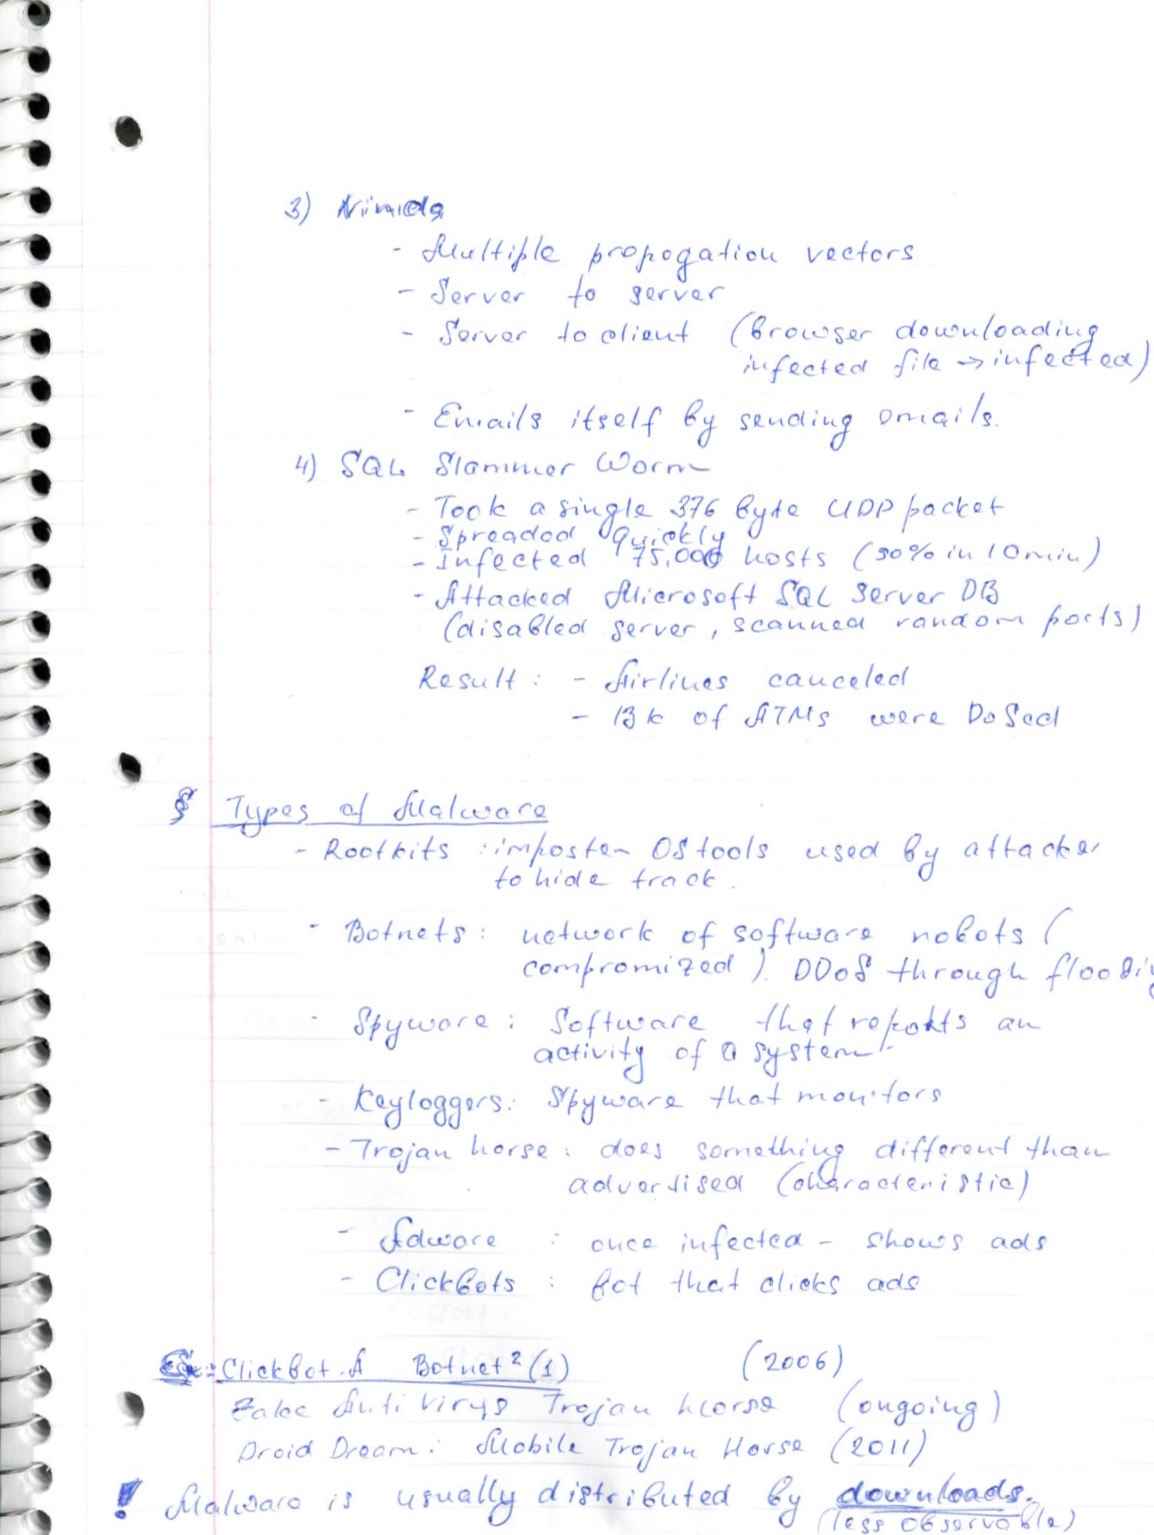 3) Nimda
- Multiple propogation vectors
- Server to server
- Server to client (browser downloading
infected file → infected)
- Emails itself by sending emails.
4) SQL Slammer Worm
- Took a single 376 byte UDP packet
- Spreaded quickly
- Infected 75,000 hosts (90% in 10 min)
- Attacked Microsoft SQL Server DB
(disabled server, scanned random ports)
Result: - Airlines canceled
- 13k of ATMs were DoSed
§ Types of Malware
- Rootkits : imposter OS tools used by attacker
to hide track.
- Botnets: network of software robots (
compromized). DDoS through floodin
- Spyware: Software that reports an
activity of a system.
- Keyloggers: Spyware that monitors
- Trojan horse: does something different than
advertised (characteristic)
- Adware : once infected - shows ads
- Clickbots : bot that clicks ads
Ex: Clickbot.A Botnet² (1) (2006)
Fake Anti Virus Trojan horse (ongoing)
Droid Dream: Mobile Trojan Horse (2011)
! Malware is usually distributed by downloads.
(less observable)